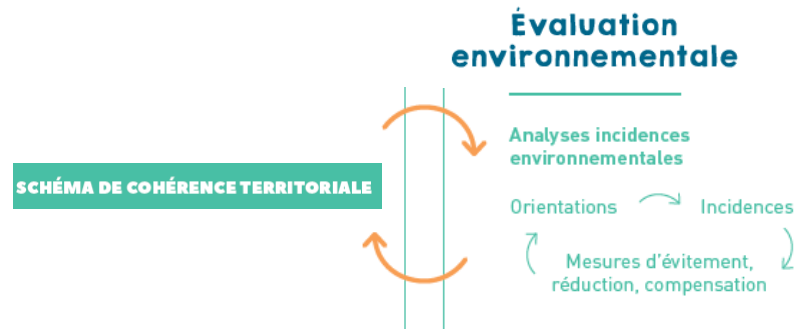 Évaluation
environnementale
Analyses incidences
environnementales
SCHÉMA DE COHÉRENCE TERRITORIALE
Orientations
Incidences
Mesures d'évitement,
réduction, compensation